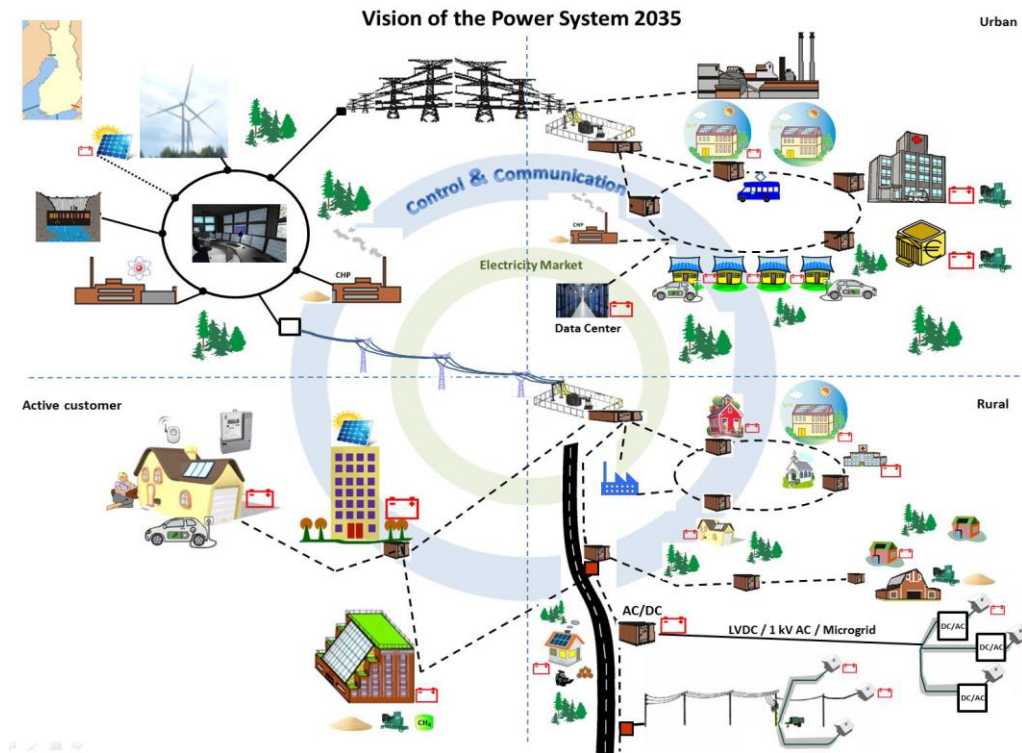 Vision of the Power System 2035
Urban
Control & Communication
CHP
CHP
Electricity Market
Data Center
€
Active customer
Rural
AC/DC
LVDC / 1 kV AC / Microgrid
DC/AC
DC/AC
DC/AC
CH₄